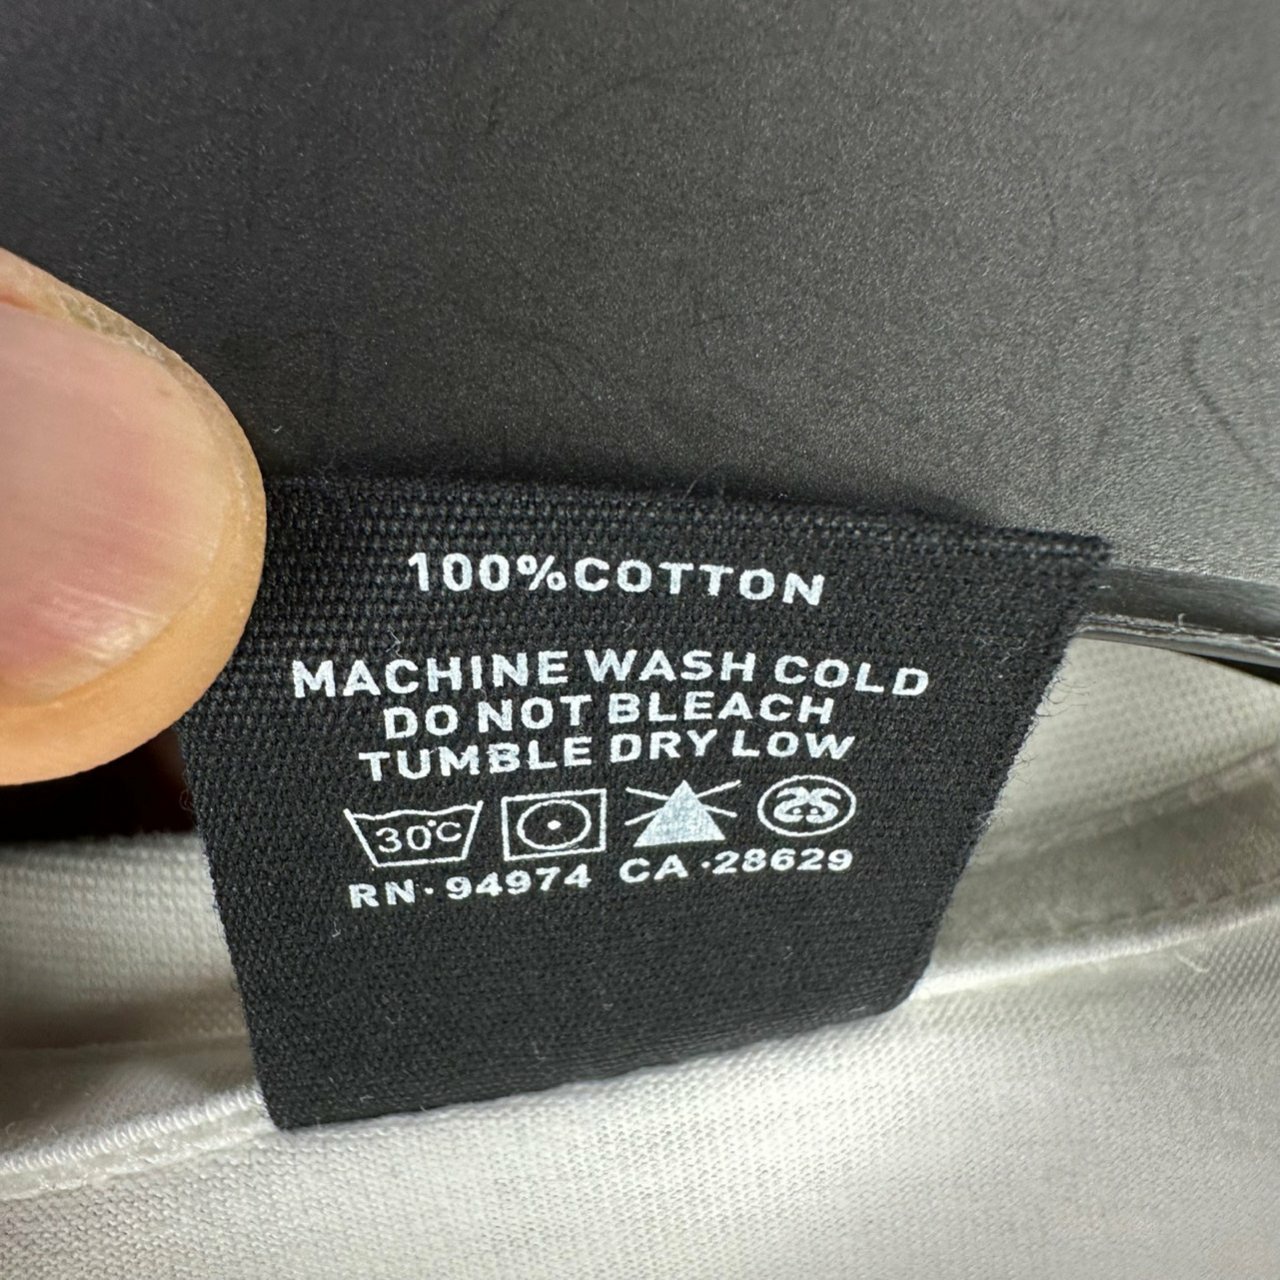 100%COTTON
MACHINE WASH COLD
DO NOT BLEACH
TUMBLE DRY LOW
30°C
RN·94974 CA·28629